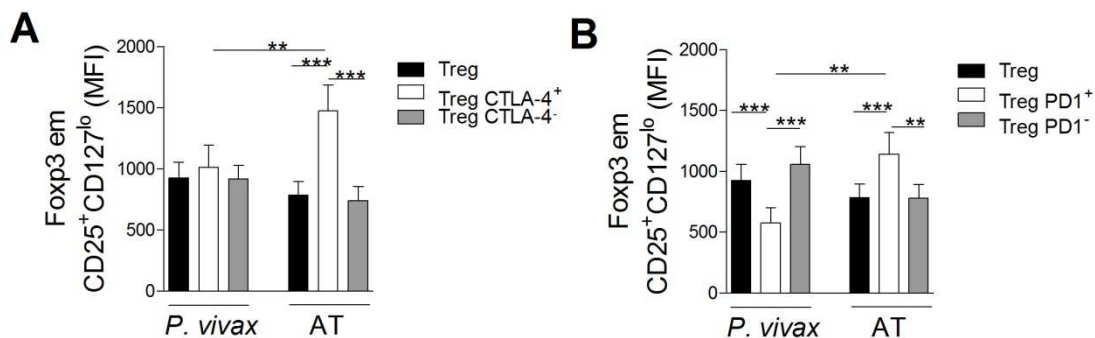 A
Foxp3 em
CD25⁺CD127ˡᵒ (MFI)
2000
1500
1000
500
0
**
***
***
Treg
Treg CTLA-4⁺
Treg CTLA-4⁻
P. vivax
AT
B
Foxp3 em
CD25⁺CD127ˡᵒ (MFI)
2000
1500
1000
500
0
**
***
***
***
**
Treg
Treg PD1⁺
Treg PD1⁻
P. vivax
AT